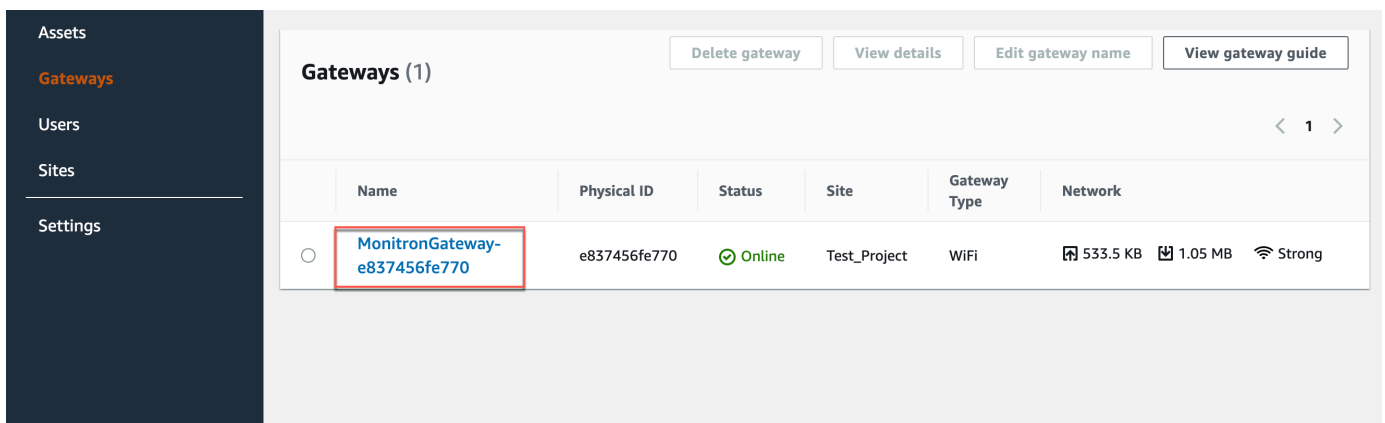 Assets
Gateways
Users
Sites
Settings
Gateways (1)
Delete gateway
View details
Edit gateway name
View gateway guide
1
Name
Physical ID
Status
Site
Gateway
Type
Network
MonitronGateway-
e837456fe770
e837456fe770
Online
Test_Project
WiFi
533.5 KB
1.05 MB
Strong